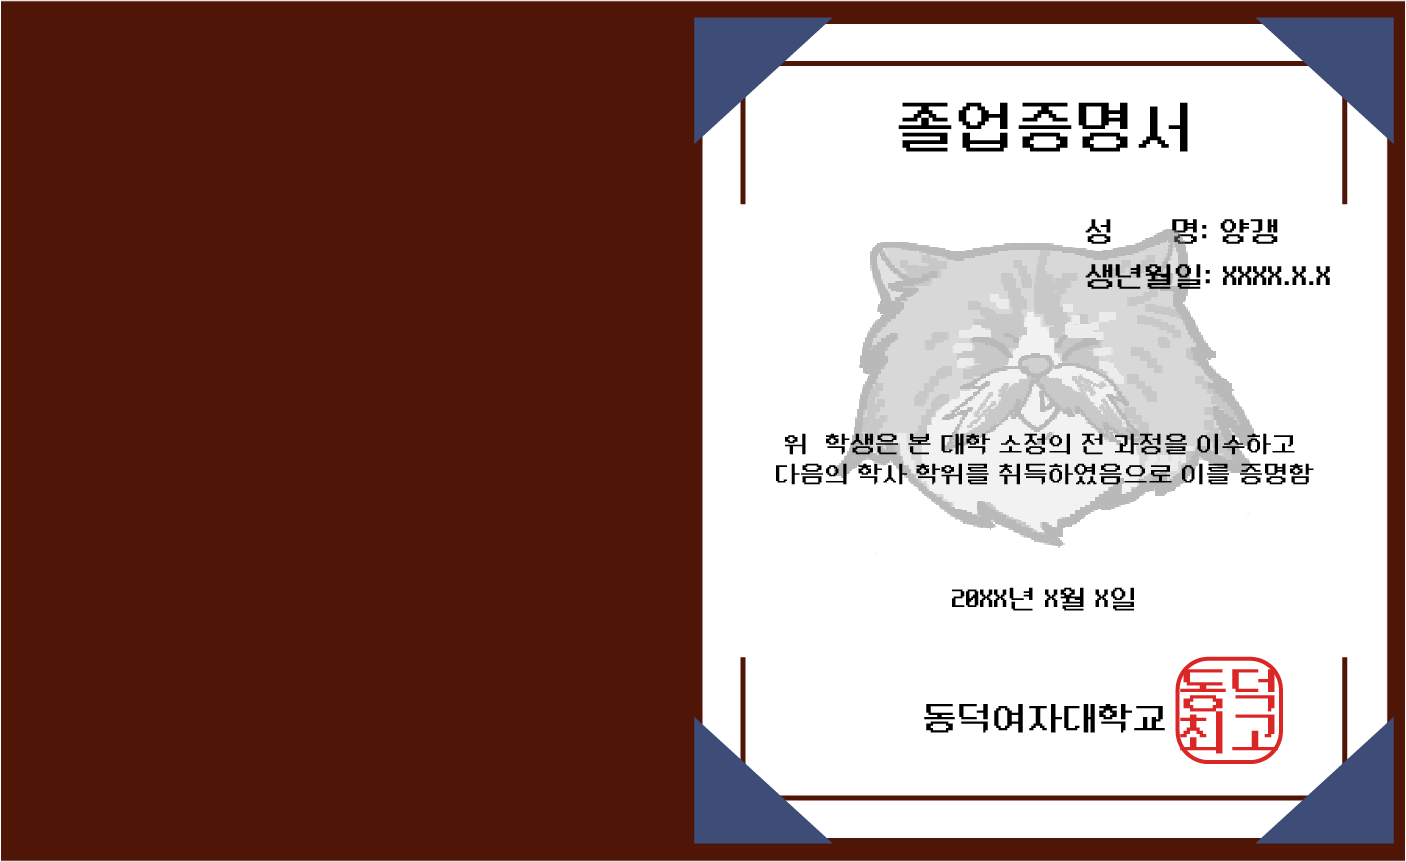 졸업증명서
성 명: 양갱
생년월일: XXXX.X.X
위 학생은 본 대학 소정의 전 과정을 이수하고
다음의 학사 학위를 취득하였음으로 이를 증명함
20XX년 X월 X일
동덕여자대학교
동덕
최고